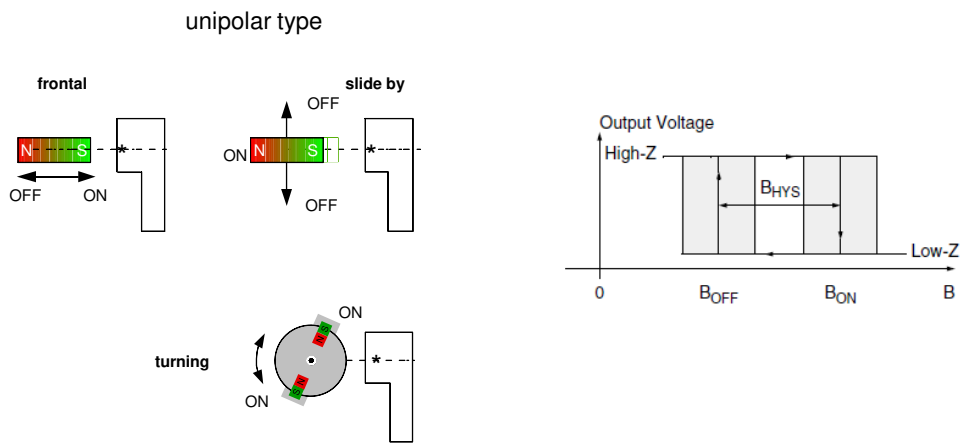 unipolar type
frontal
slide by
OFF
N S
*
ON
N S
*
OFF ON
OFF
ON
S
N
*
turning
N
S
ON
Output Voltage
High-Z
BHYS
Low-Z
0 BOFF BON B